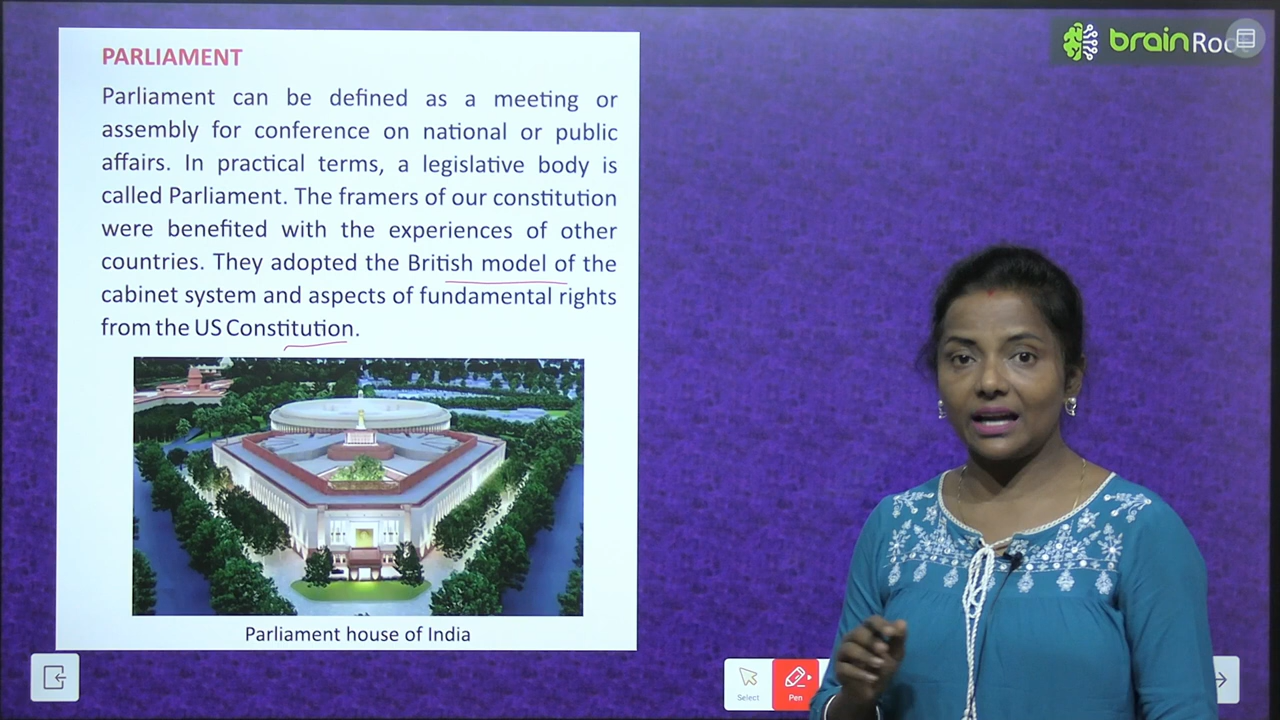 PARLIAMENT
Parliament can be defined as a meeting or
assembly for conference on national or public
affairs. In practical terms, a legislative body is
called Parliament. The framers of our constitution
were benefited with the experiences of other
countries. They adopted the British model of the
cabinet system and aspects of fundamental rights
from the US Constitution.
Parliament house of India
brain
Select
Pen